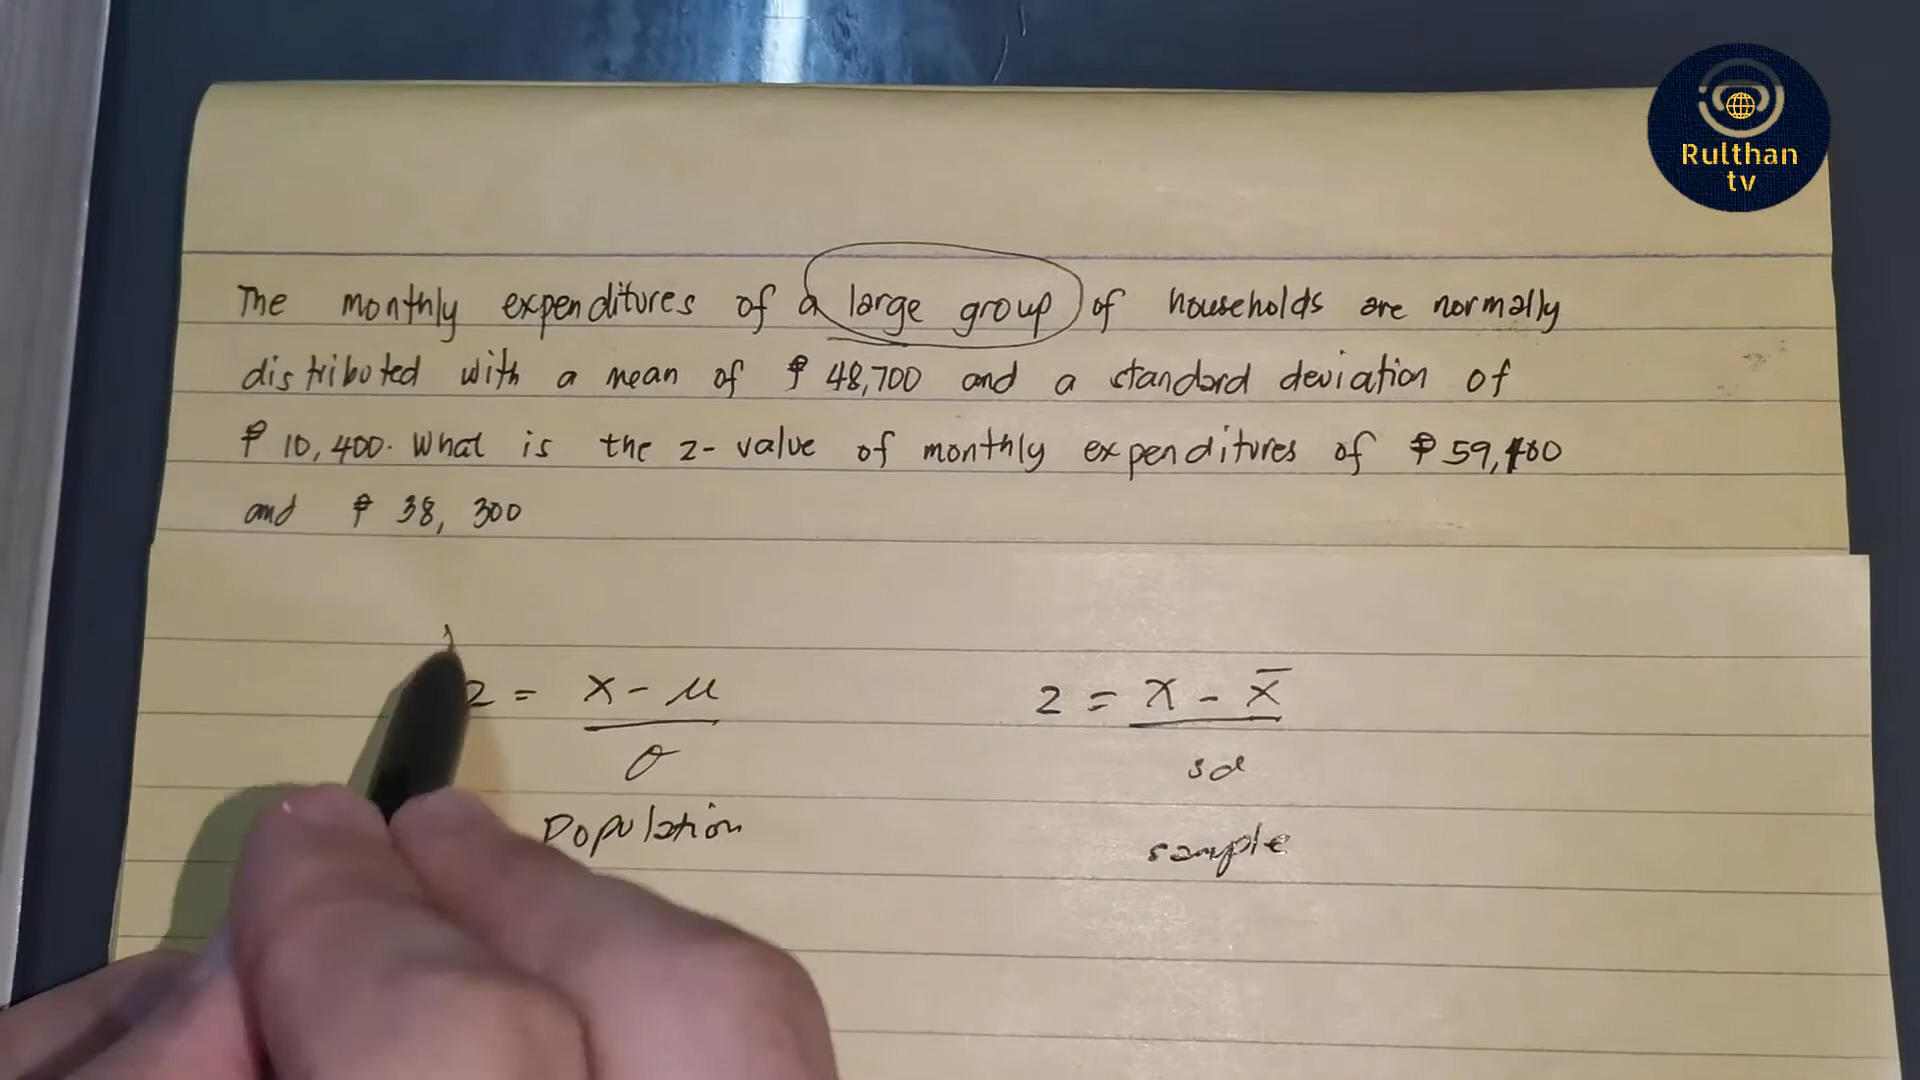 Rulthan
tv
The monthly expenditures of a large group of households are normally
distributed with a mean of ₱ 48,700 and a standard deviation of
₱ 10,400. What is the z-value of monthly expenditures of ₱ 59,100
and ₱ 38,300
z = x - μ
σ
Population
z = x - x̄
sd
sample